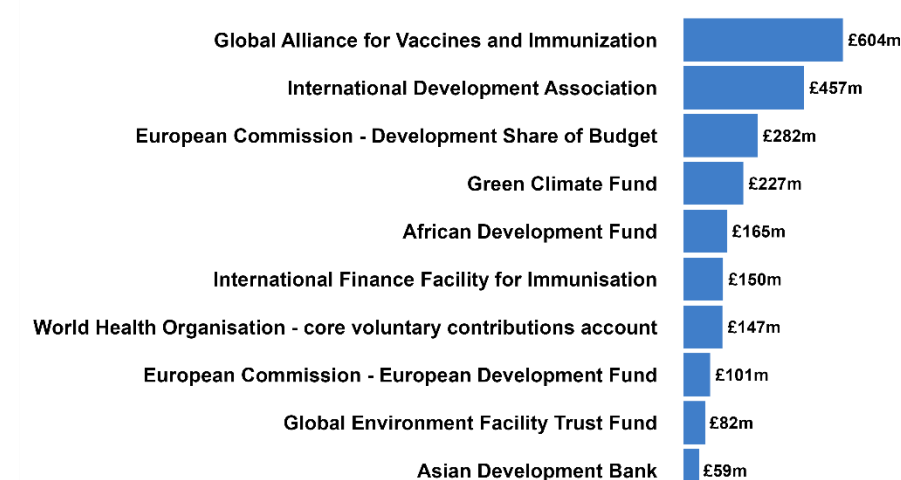 Global Alliance for Vaccines and Immunization £604m
International Development Association £457m
European Commission - Development Share of Budget £282m
Green Climate Fund £227m
African Development Fund £165m
International Finance Facility for Immunisation £150m
World Health Organisation - core voluntary contributions account £147m
European Commission - European Development Fund £101m
Global Environment Facility Trust Fund £82m
Asian Development Bank £59m